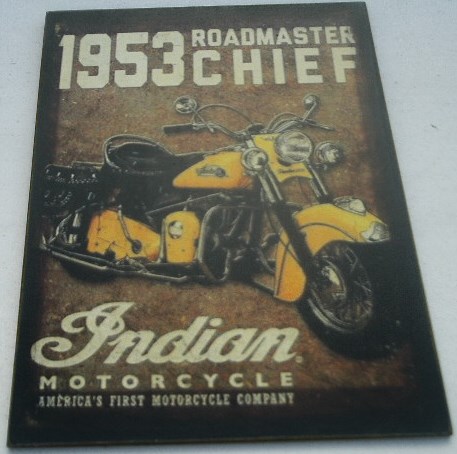 1953 ROADMASTER
CHIEF
Indian
MOTORCYCLE
AMERICA'S FIRST MOTORCYCLE COMPANY